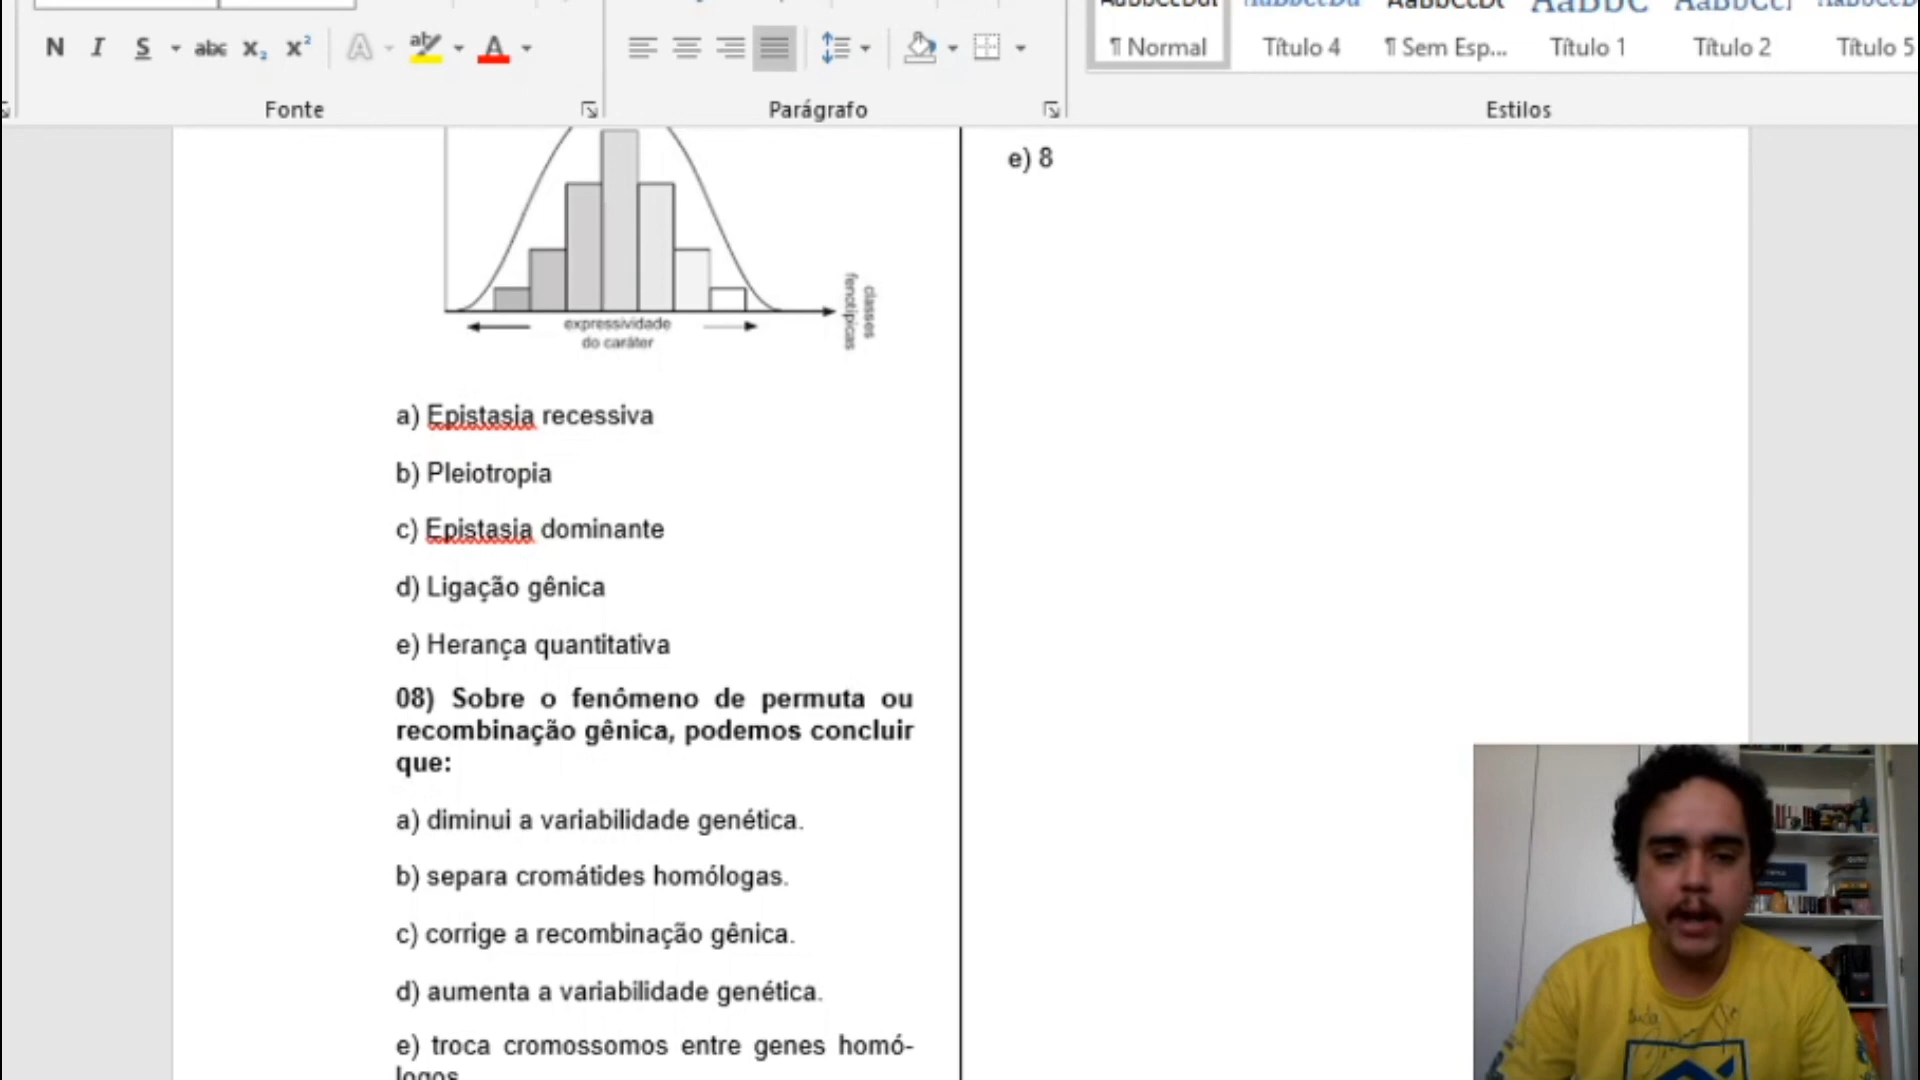 N I S abc X₂ X² A aby A
Fonte
Parágrafo
¶ Normal
Título 4
¶ Sem Esp...
Título 1
Título 2
Título 5
Estilos
expressividade
do caráter
classes
fenotípicas
a) Epistasia recessiva
b) Pleiotropia
c) Epistasia dominante
d) Ligação gênica
e) Herança quantitativa
08) Sobre o fenômeno de permuta ou
recombinação gênica, podemos concluir
que:
a) diminui a variabilidade genética.
b) separa cromátides homólogas.
c) corrige a recombinação gênica.
d) aumenta a variabilidade genética.
e) troca cromossomos entre genes homó-
logos
e) 8